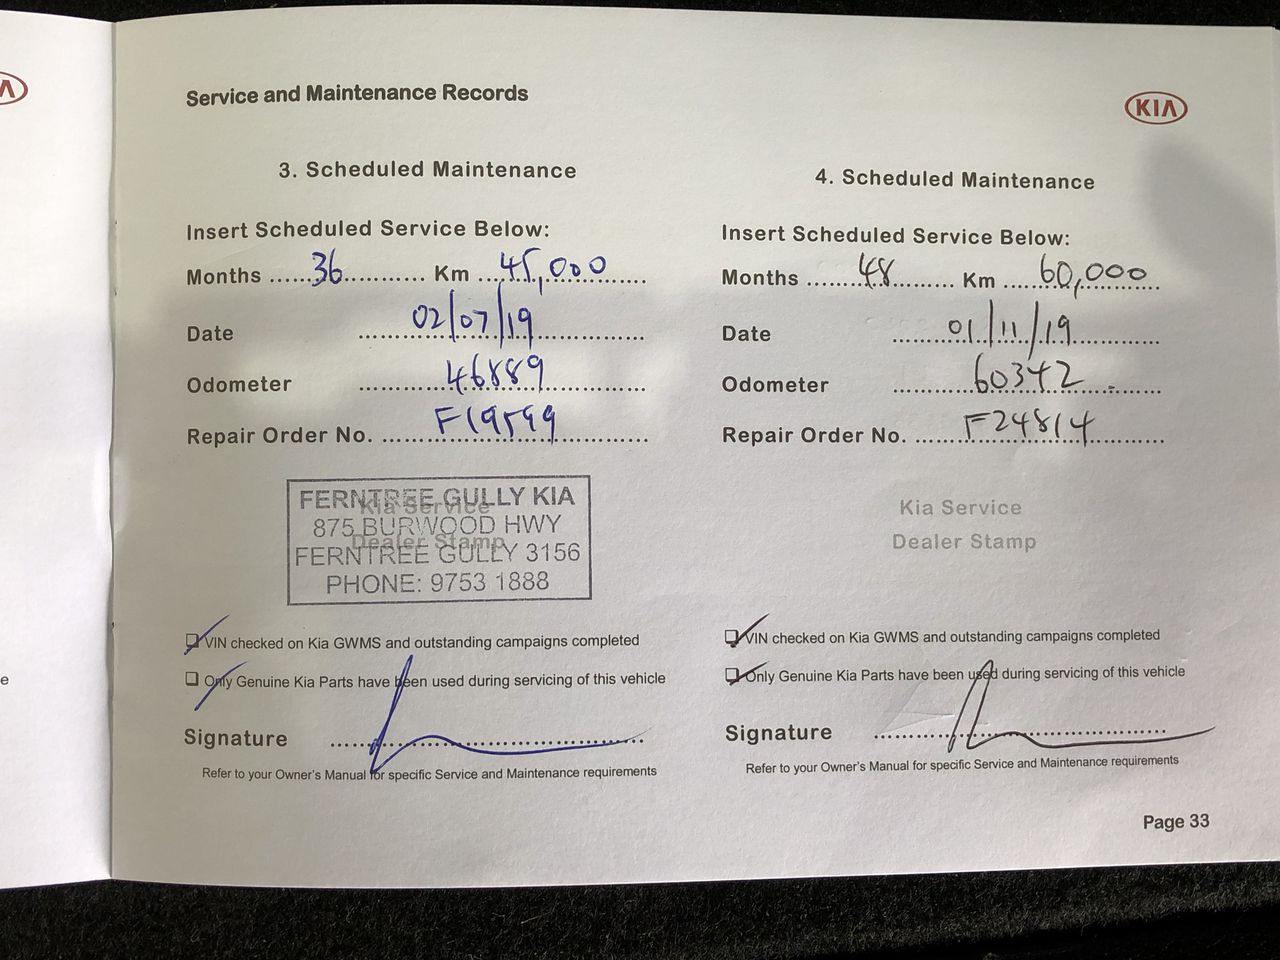 Service and Maintenance Records
KIA
3. Scheduled Maintenance
Insert Scheduled Service Below:
Months ......36........... Km ...45,000......
Date 02/07/19
Odometer 46889
Repair Order No. F19599
FERNTREE GULLY KIA
875 BURWOOD HWY
FERNTREE GULLY 3156
PHONE: 9753 1888
Kia Service
Dealer Stamp
VIN checked on Kia GWMS and outstanding campaigns completed
Only Genuine Kia Parts have been used during servicing of this vehicle
Signature
Refer to your Owner's Manual for specific Service and Maintenance requirements
4. Scheduled Maintenance
Insert Scheduled Service Below:
Months ........48......... Km .....60,000...
Date 01/11/19
Odometer 60342
Repair Order No. F24814
Kia Service
Dealer Stamp
VIN checked on Kia GWMS and outstanding campaigns completed
Only Genuine Kia Parts have been used during servicing of this vehicle
Signature
Refer to your Owner's Manual for specific Service and Maintenance requirements
Page 33